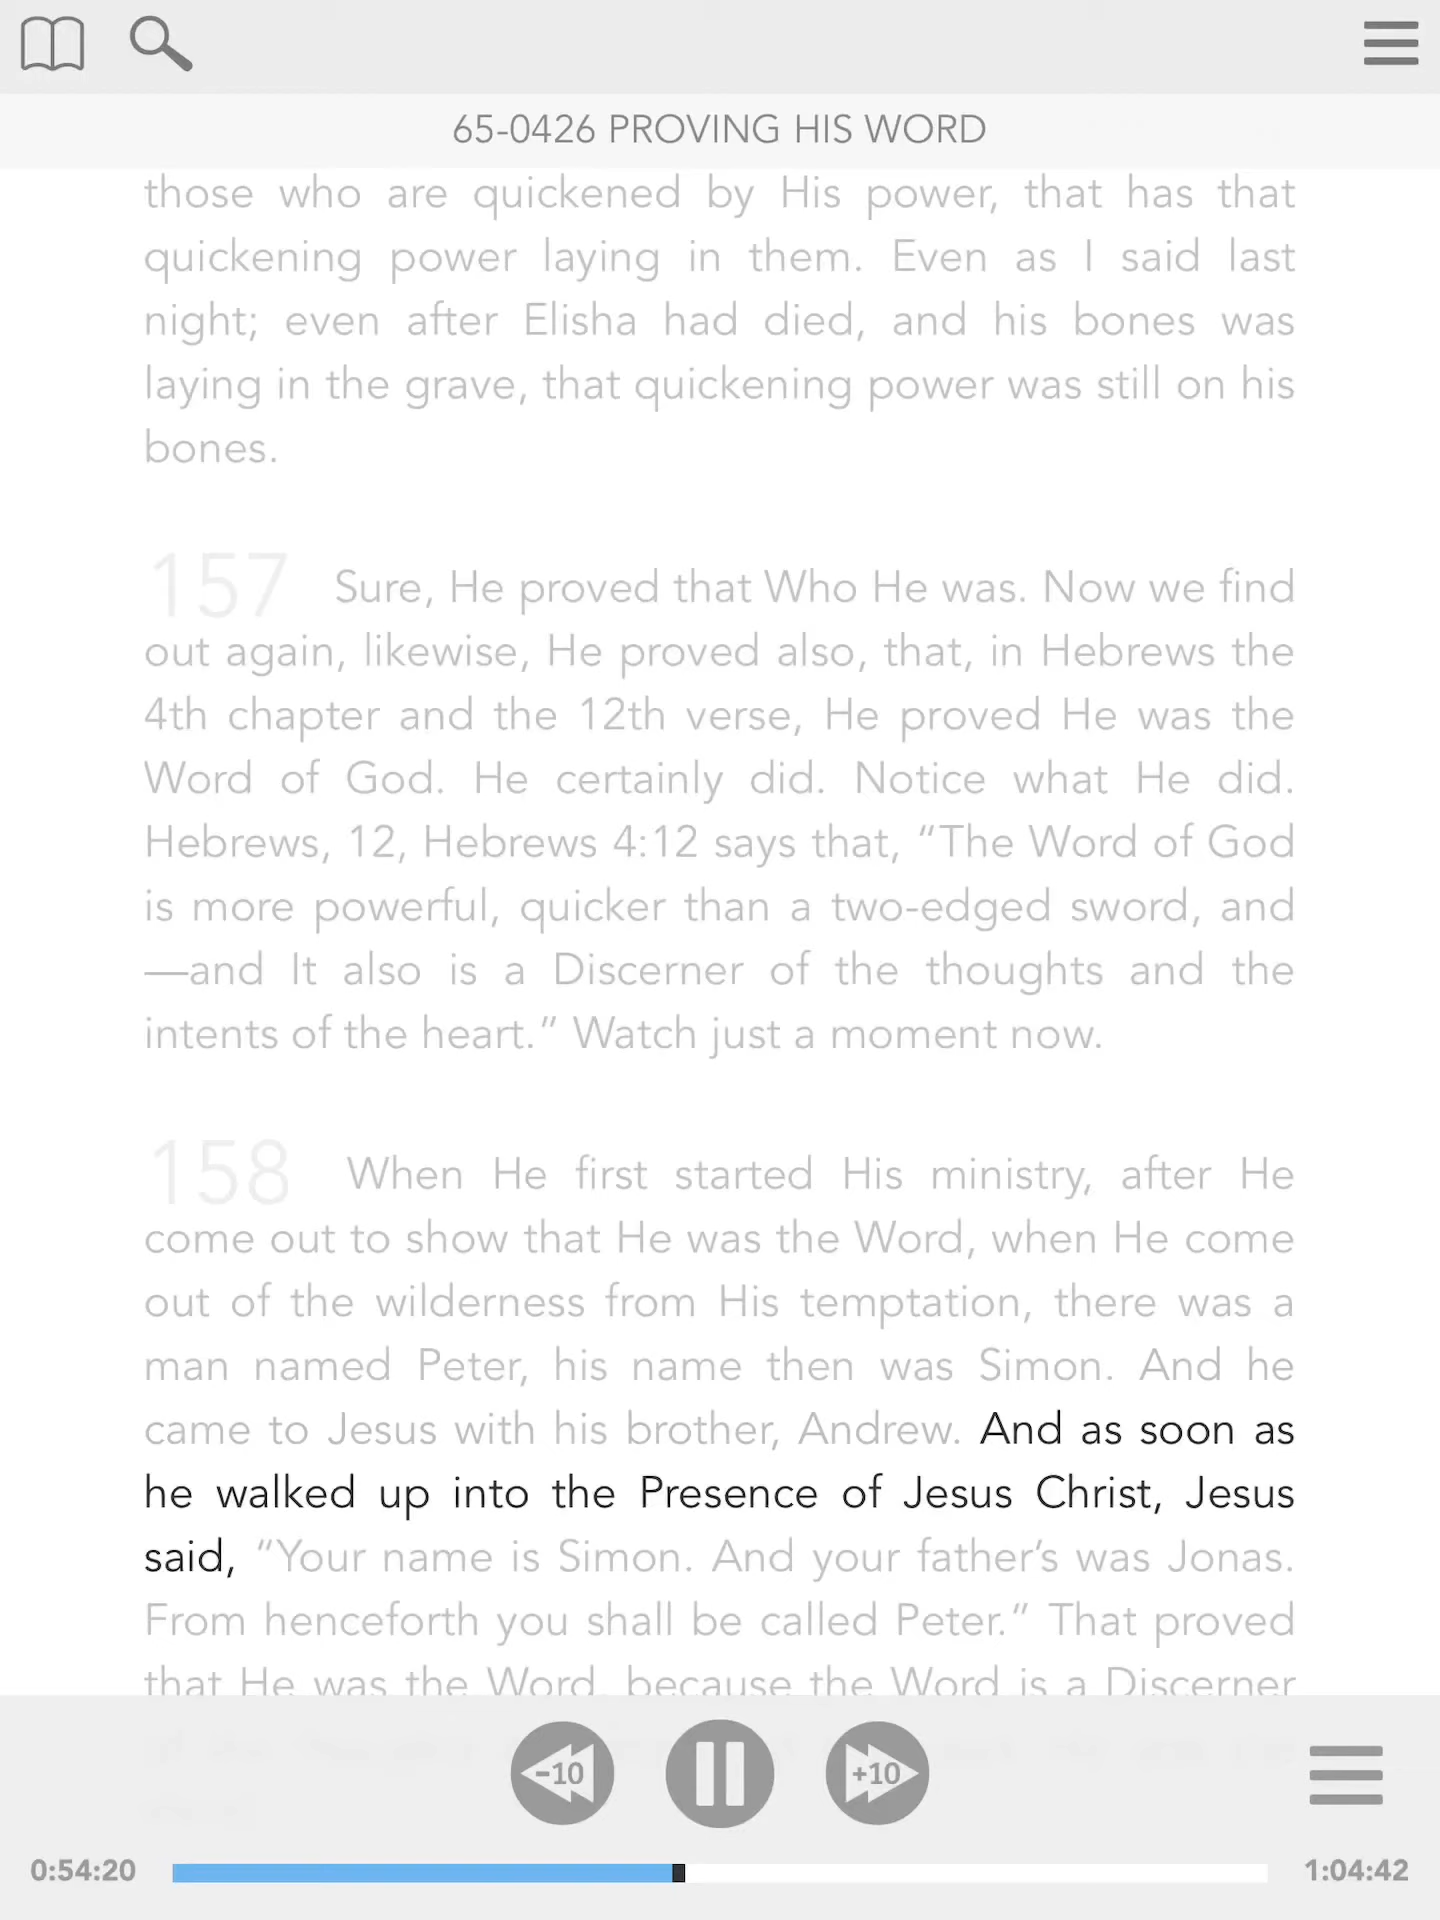 65-0426 PROVING HIS WORD
those who are quickened by His power, that has that
quickening power laying in them. Even as I said last
night; even after Elisha had died, and his bones was
laying in the grave, that quickening power was still on his
bones.
157 Sure, He proved that Who He was. Now we find
out again, likewise, He proved also, that, in Hebrews the
4th chapter and the 12th verse, He proved He was the
Word of God. He certainly did. Notice what He did.
Hebrews, 12, Hebrews 4:12 says that, “The Word of God
is more powerful, quicker than a two-edged sword, and
—and It also is a Discerner of the thoughts and the
intents of the heart.” Watch just a moment now.
158 When He first started His ministry, after He
come out to show that He was the Word, when He come
out of the wilderness from His temptation, there was a
man named Peter, his name then was Simon. And he
came to Jesus with his brother, Andrew. And as soon as
he walked up into the Presence of Jesus Christ, Jesus
said, “Your name is Simon. And your father’s was Jonas.
From henceforth you shall be called Peter.” That proved
that He was the Word, because the Word is a Discerner
-10 +10
0:54:20 1:04:42